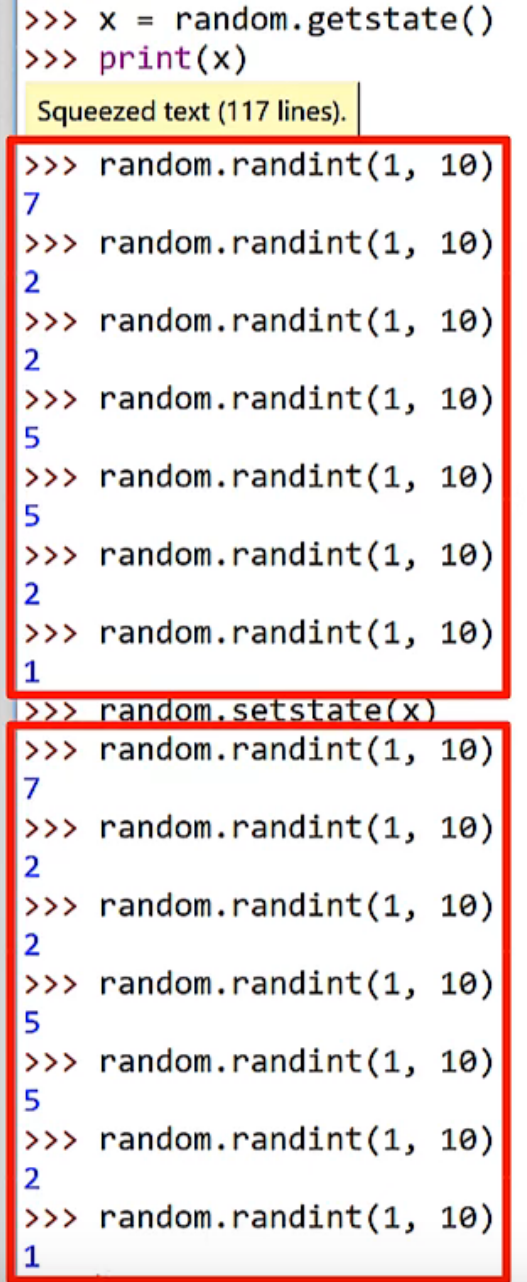 >>> x = random.getstate()
>>> print(x)
Squeezed text (117 lines).
>>> random.randint(1, 10)
7
>>> random.randint(1, 10)
2
>>> random.randint(1, 10)
2
>>> random.randint(1, 10)
5
>>> random.randint(1, 10)
5
>>> random.randint(1, 10)
2
>>> random.randint(1, 10)
1
>>> random.setstate(x)
>>> random.randint(1, 10)
7
>>> random.randint(1, 10)
2
>>> random.randint(1, 10)
2
>>> random.randint(1, 10)
5
>>> random.randint(1, 10)
5
>>> random.randint(1, 10)
2
>>> random.randint(1, 10)
1